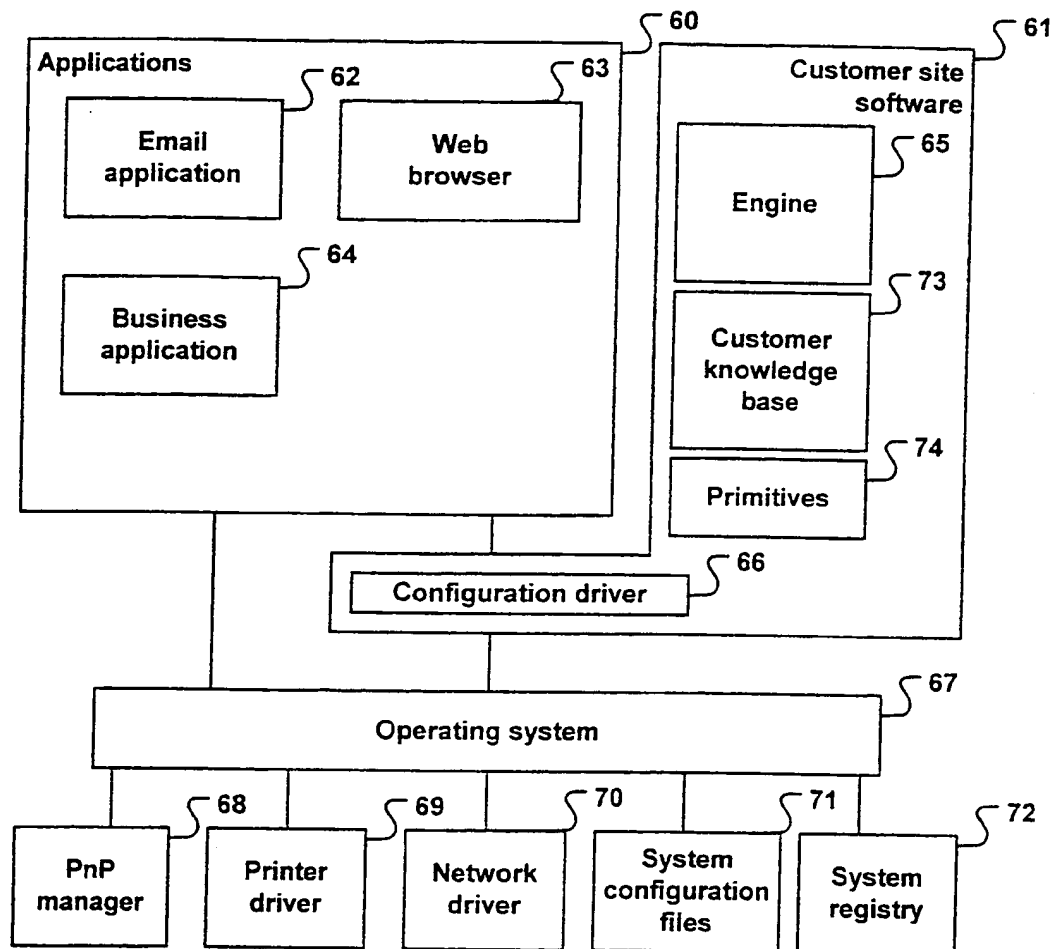 60
61
Applications
62
63
Customer site
software
Email
application
Web
browser
65
Engine
64
Business
application
73
Customer
knowledge
base
74
Primitives
66
Configuration driver
67
Operating system
68
69
70
71
72
PnP
manager
Printer
driver
Network
driver
System
configuration
files
System
registry